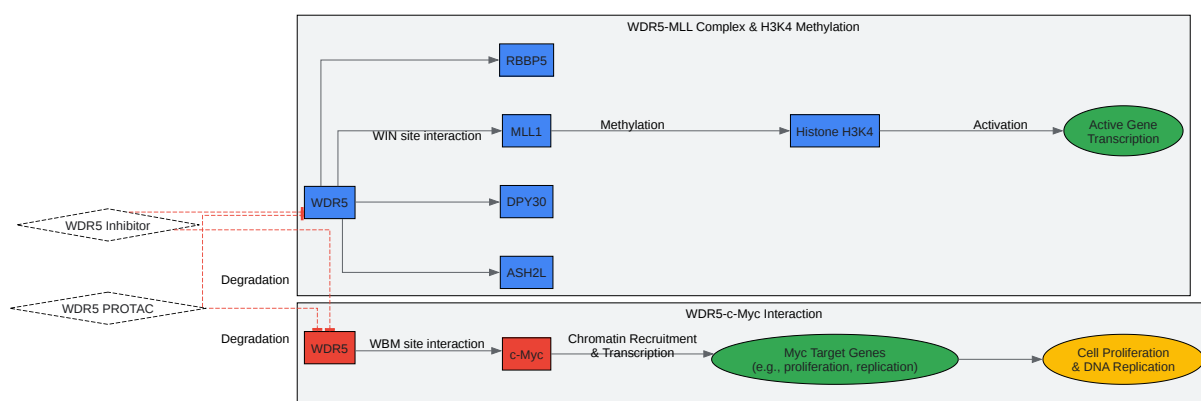 WDR5-MLL Complex & H3K4 Methylation
RBBP5
WIN site interaction
MLL1
Methylation
Histone H3K4
Activation
Active Gene
Transcription
WDR5
DPY30
WDR5 Inhibitor
ASH2L
Degradation
WDR5 PROTAC
WDR5-c-Myc Interaction
Degradation
WDR5
WBM site interaction
c-Myc
Chromatin Recruitment
& Transcription
Myc Target Genes
(e.g., proliferation, replication)
Cell Proliferation
& DNA Replication